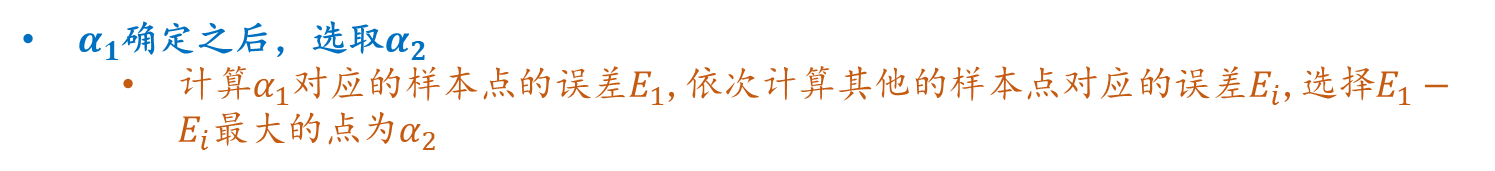 • α₁确定之后，选取α₂
• 计算α₁对应的样本点的误差E₁, 依次计算其他的样本点对应的误差Eᵢ, 选择E₁ −
Eᵢ最大的点为α₂